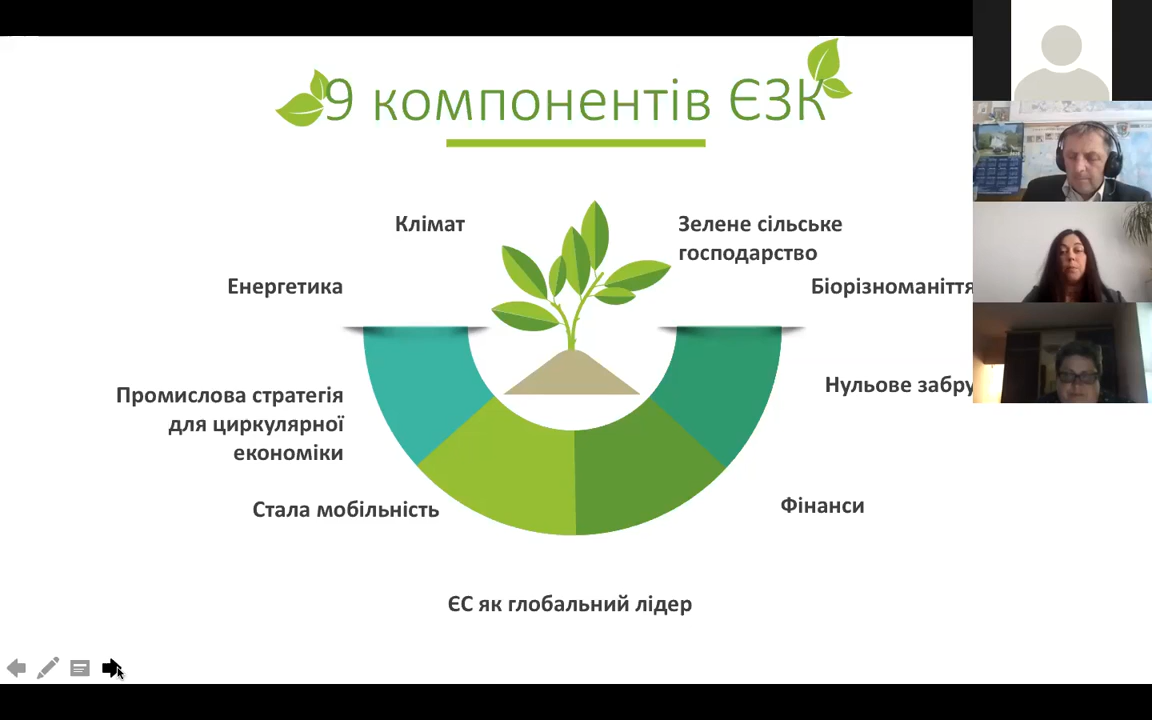 9 компонентів ЄЗК
Клімат
Зелене сільське
господарство
Енергетика
Біорізноманіття
Промислова стратегія
для циркулярної
економіки
Нульове
Стала мобільність
Фінанси
ЄС як глобальний лідер